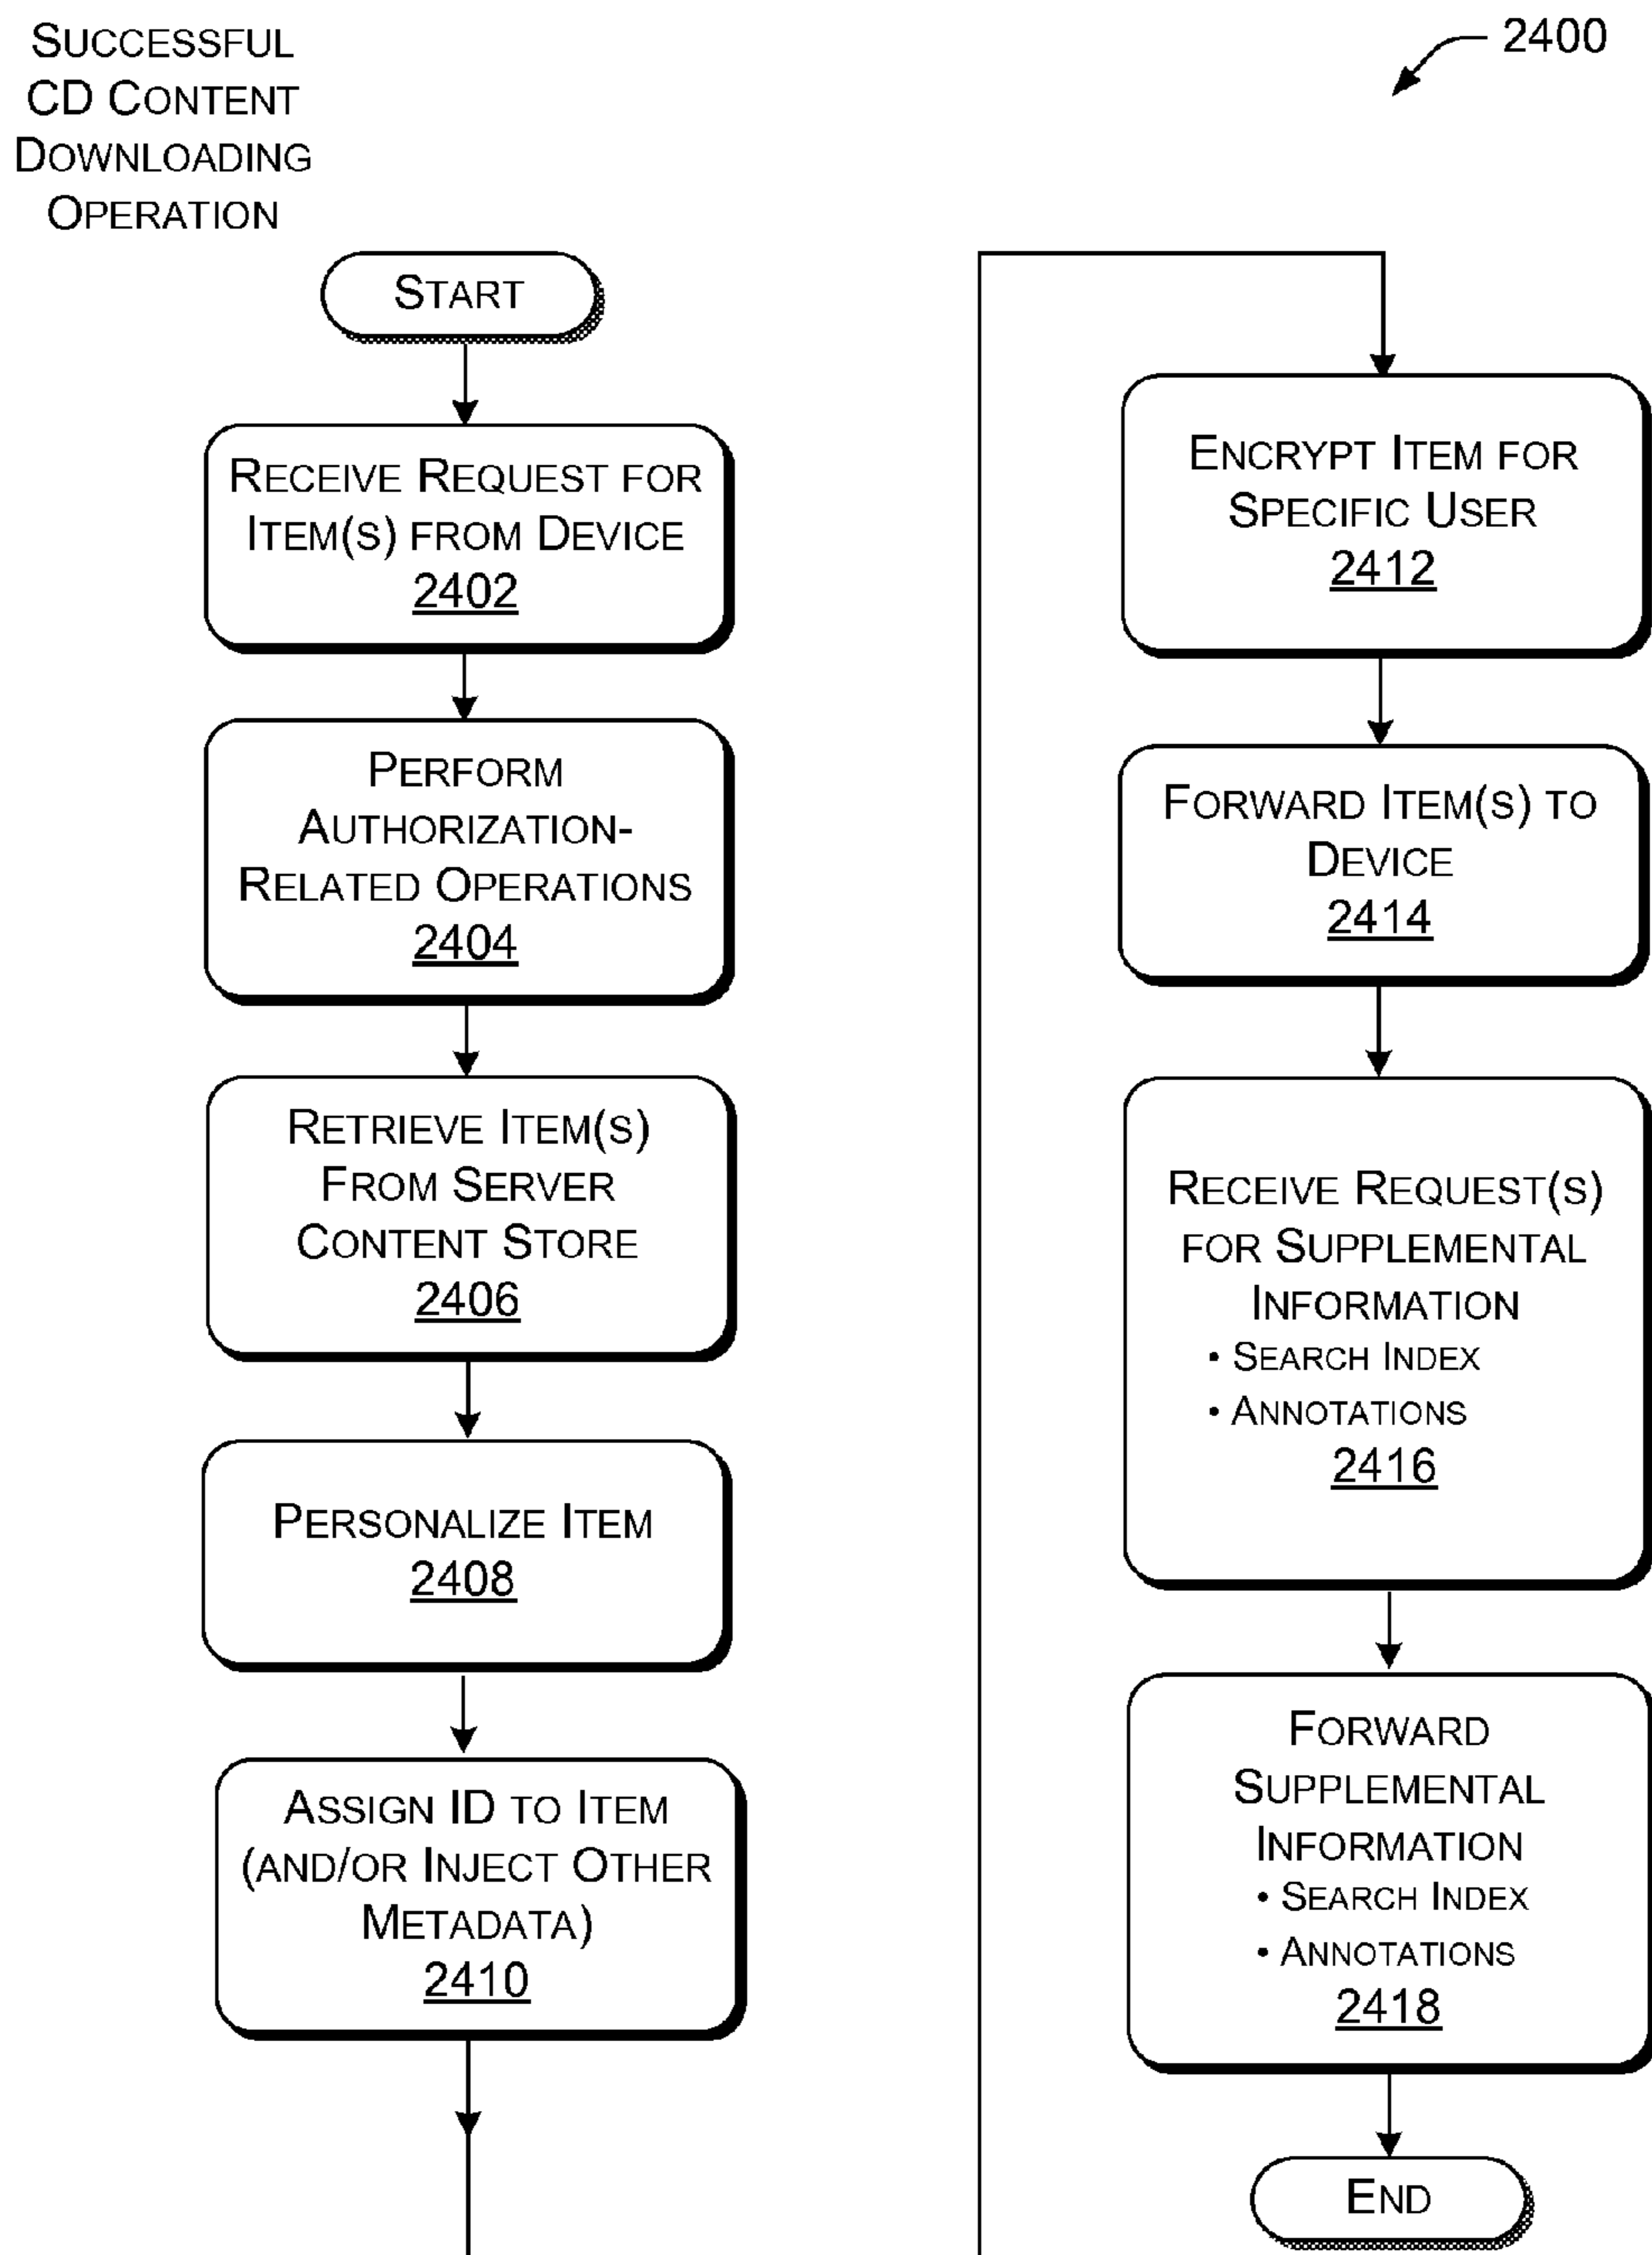 SUCCESSFUL
CD CONTENT
DOWNLOADING
OPERATION
2400
START
RECEIVE REQUEST FOR
ITEM(S) FROM DEVICE
2402
PERFORM
AUTHORIZATION-
RELATED OPERATIONS
2404
RETRIEVE ITEM(S)
FROM SERVER
CONTENT STORE
2406
PERSONALIZE ITEM
2408
ASSIGN ID TO ITEM
(AND/OR INJECT OTHER
METADATA)
2410
ENCRYPT ITEM FOR
SPECIFIC USER
2412
FORWARD ITEM(S) TO
DEVICE
2414
RECEIVE REQUEST(S)
FOR SUPPLEMENTAL
INFORMATION
• SEARCH INDEX
• ANNOTATIONS
2416
FORWARD
SUPPLEMENTAL
INFORMATION
• SEARCH INDEX
• ANNOTATIONS
2418
END